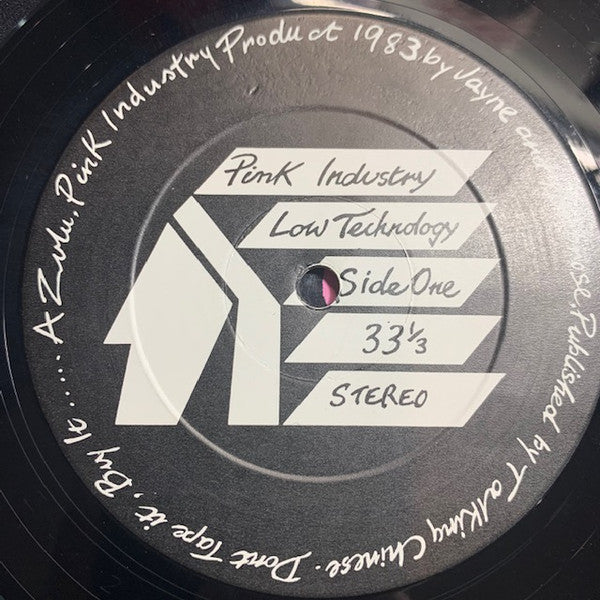 Pink Industry
Low Technology
Side One
33⅓
STEREO
A Zulu, Pink Industry Product 1983, by Jayne and
Published by Talking Chinese. Dont Tape it, Buy It......